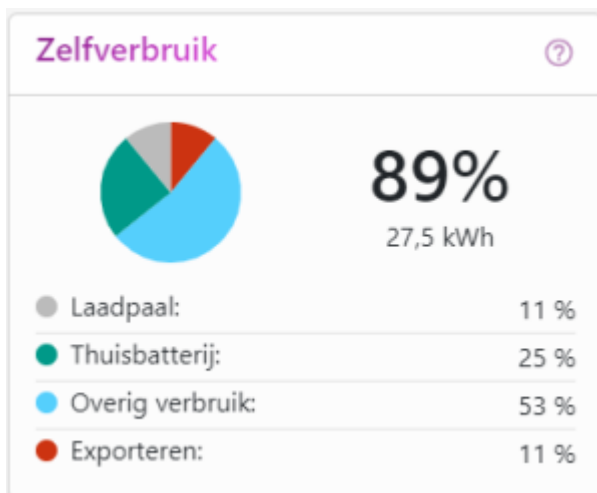 Zelfverbruik
89%
27,5 kWh
Laadpaal: 11 %
Thuisbatterij: 25 %
Overig verbruik: 53 %
Exporteren: 11 %